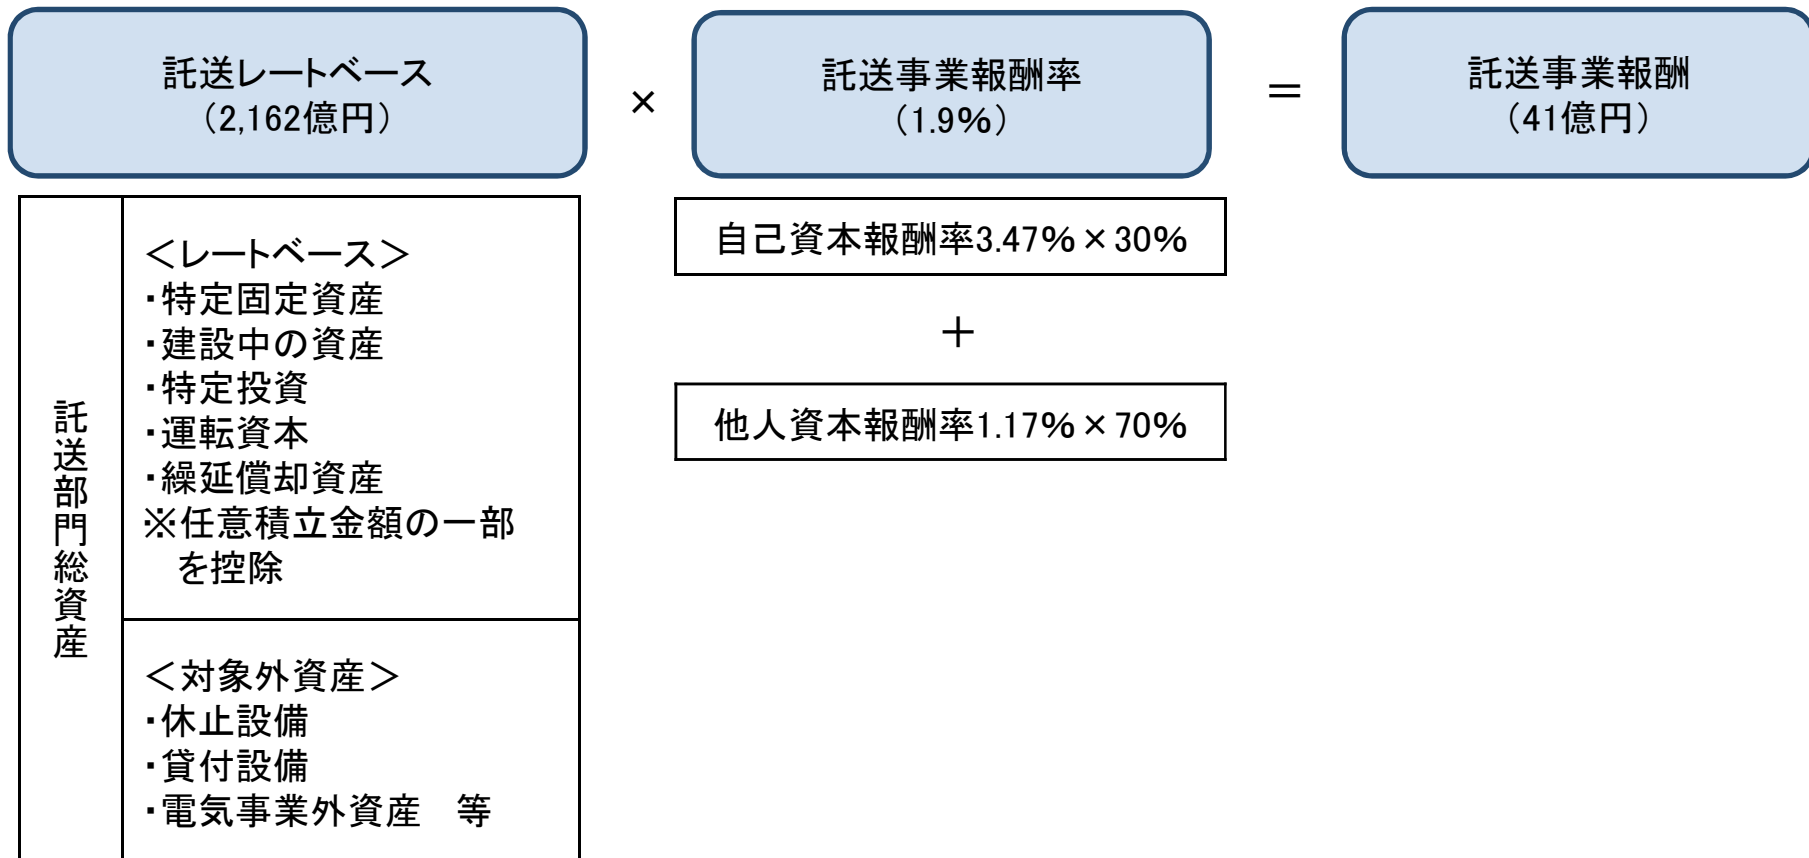 託送レートベース
（2,162億円）
×
託送事業報酬率
（1.9%）
＝
託送事業報酬
（41億円）
託送部門総資産
＜レートベース＞
・特定固定資産
・建設中の資産
・特定投資
・運転資本
・繰延償却資産
※任意積立金額の一部
を控除
＜対象外資産＞
・休止設備
・貸付設備
・電気事業外資産　等
自己資本報酬率3.47%×30%
＋
他人資本報酬率1.17%×70%